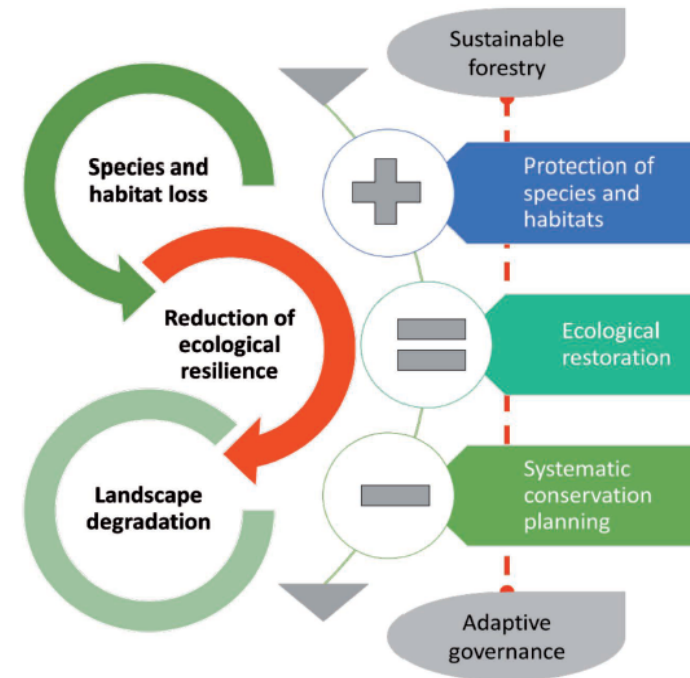 Sustainable
forestry
Species and
habitat loss
Protection of
species and
habitats
Reduction of
ecological
resilience
Ecological
restoration
Landscape
degradation
Systematic
conservation
planning
Adaptive
governance